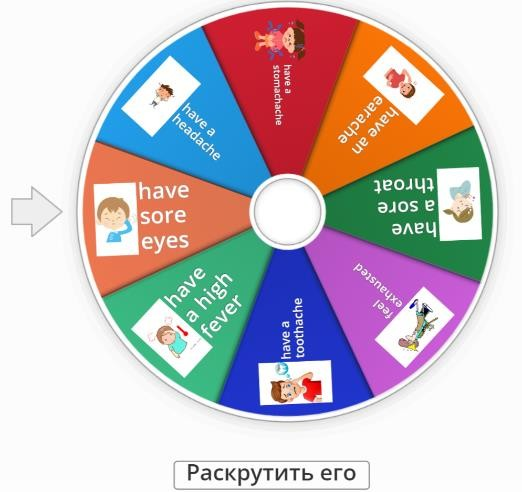 have a
stomachache
have an
earache
have
a sore
throat
feel
exhausted
have a
toothache
have
a high
fever
have
sore
eyes
have a
headache
Раскрутить его